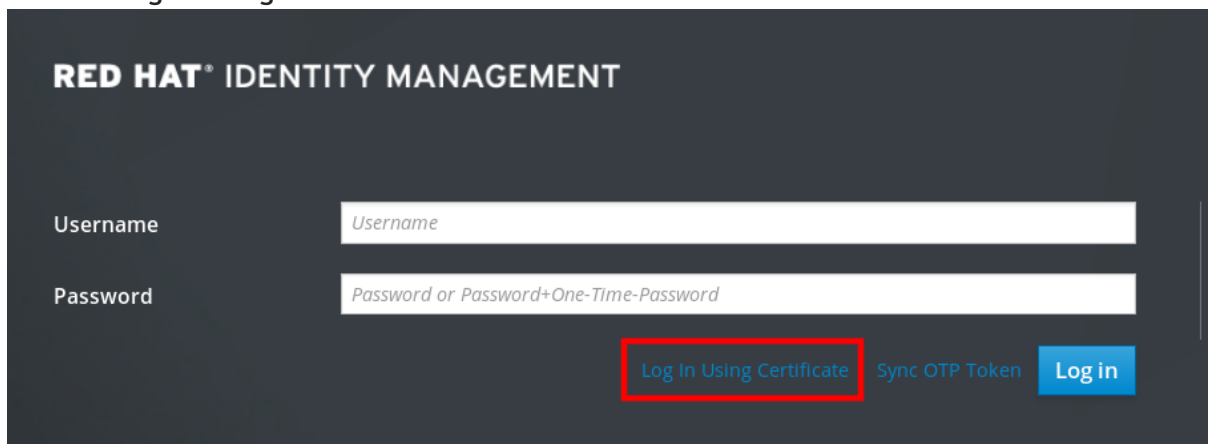 RED HAT® IDENTITY MANAGEMENT
Username Username
Password Password or Password+One-Time-Password
Log In Using Certificate Sync OTP Token Log in